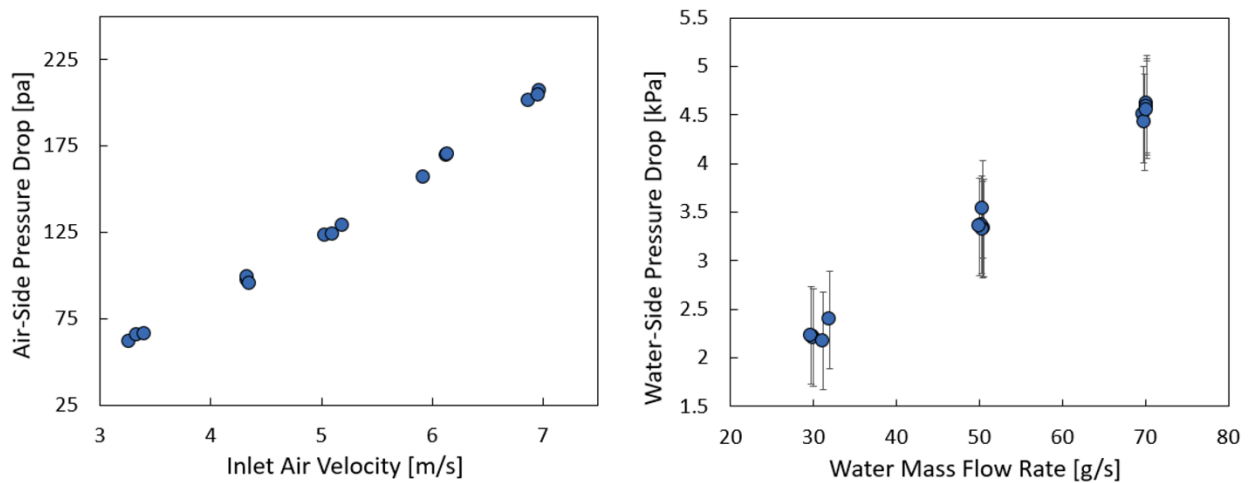 Air-Side Pressure Drop [pa]
225
175
125
75
25
3 4 5 6 7
Inlet Air Velocity [m/s]
Water-Side Pressure Drop [kPa]
5.5
5
4.5
4
3.5
3
2.5
2
1.5
20 30 40 50 60 70 80
Water Mass Flow Rate [g/s]